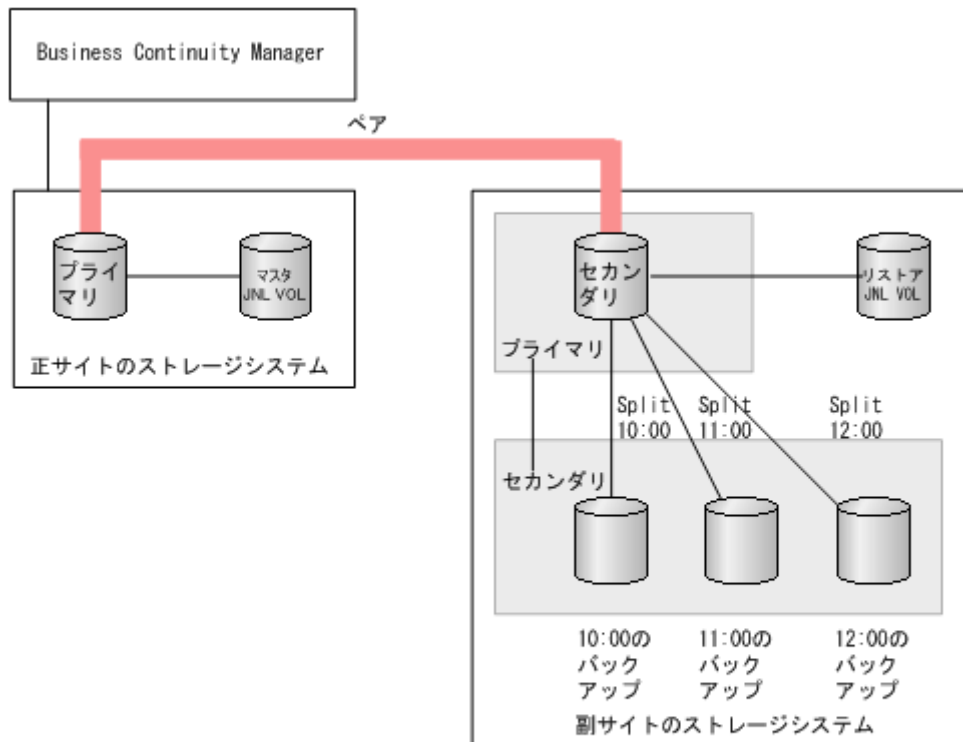 Business Continuity Manager
ペア
プライ
マリ
マスタ
JNL VOL
正サイトのストレージシステム
セカン
ダリ
リストア
JNL VOL
プライマリ
Split
10:00
Split
11:00
Split
12:00
セカンダリ
10:00の
バック
アップ
11:00の
バック
アップ
12:00の
バック
アップ
副サイトのストレージシステム